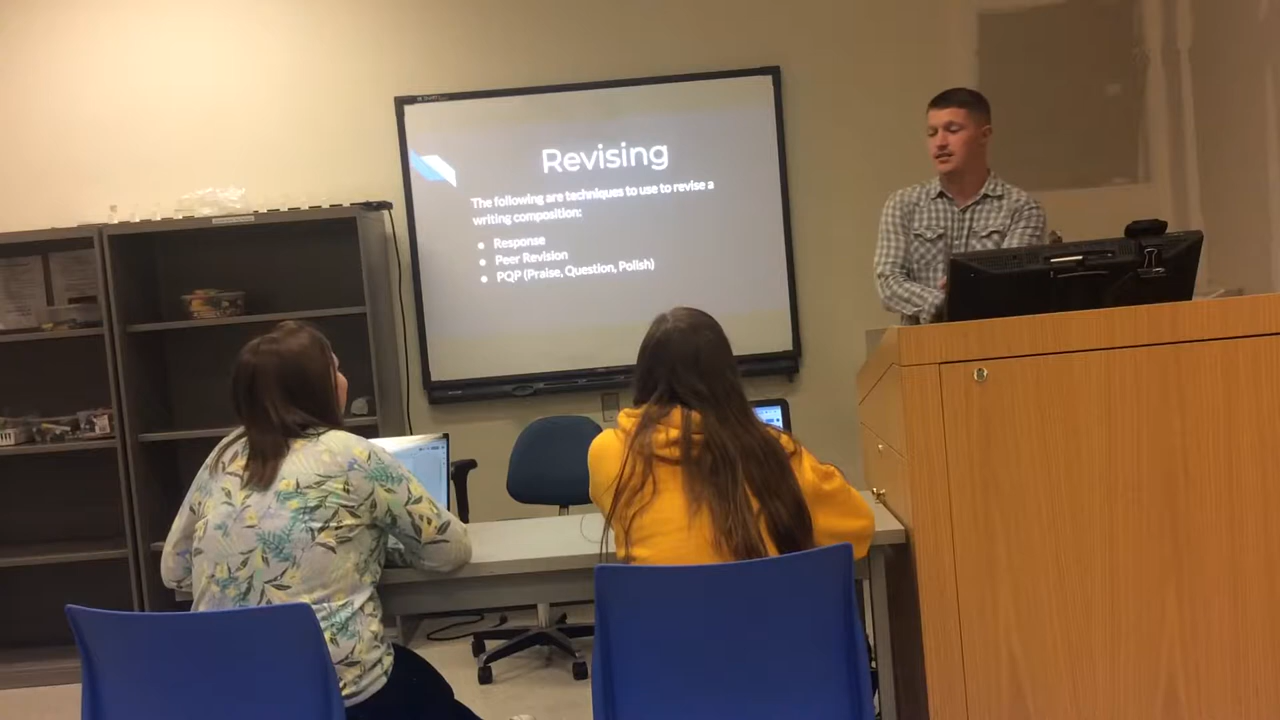 Revising
The following are techniques to use to revise a
writing composition:
● Response
● Peer Revision
● PQP (Praise, Question, Polish)